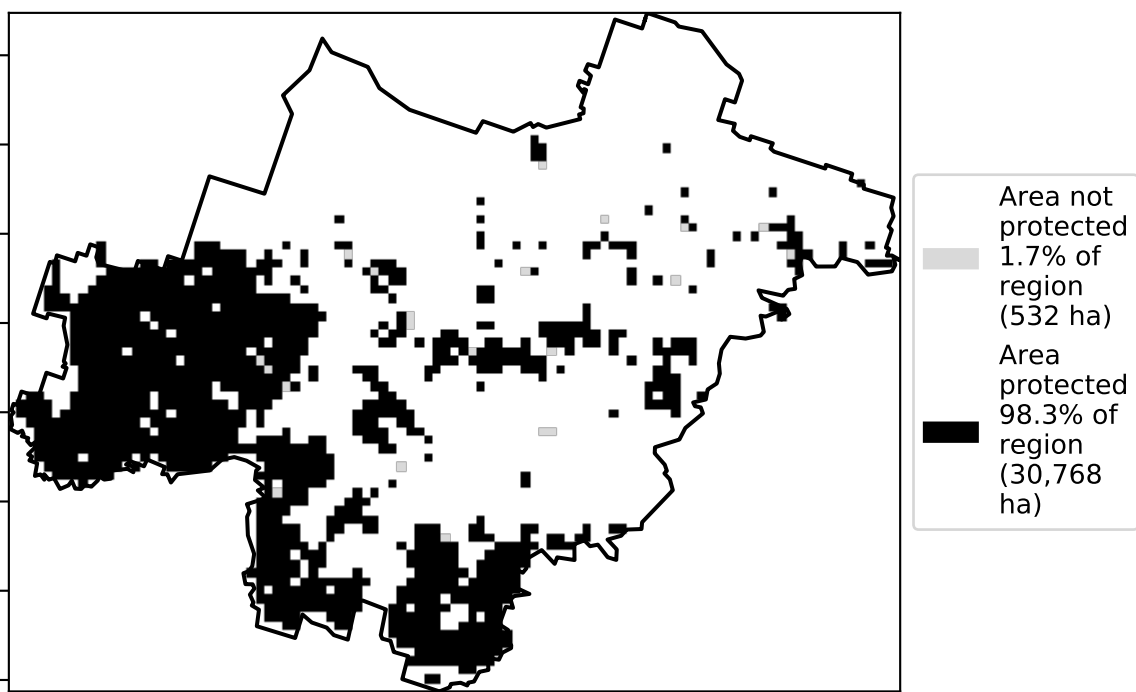 Area not
protected
1.7% of
region
(532 ha)
Area
protected
98.3% of
region
(30,768
ha)